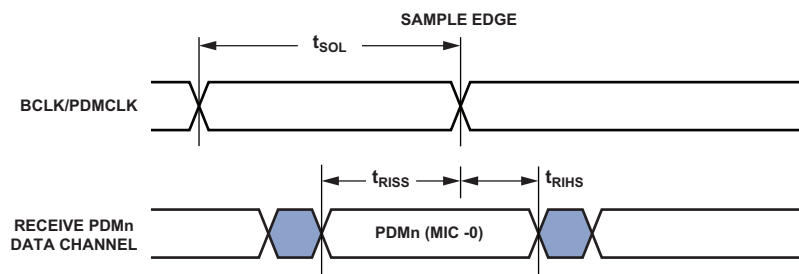 SAMPLE EDGE
tSOL
BCLK/PDMCLK
tRISS
tRIHS
RECEIVE PDMn
DATA CHANNEL
PDMn (MIC -0)